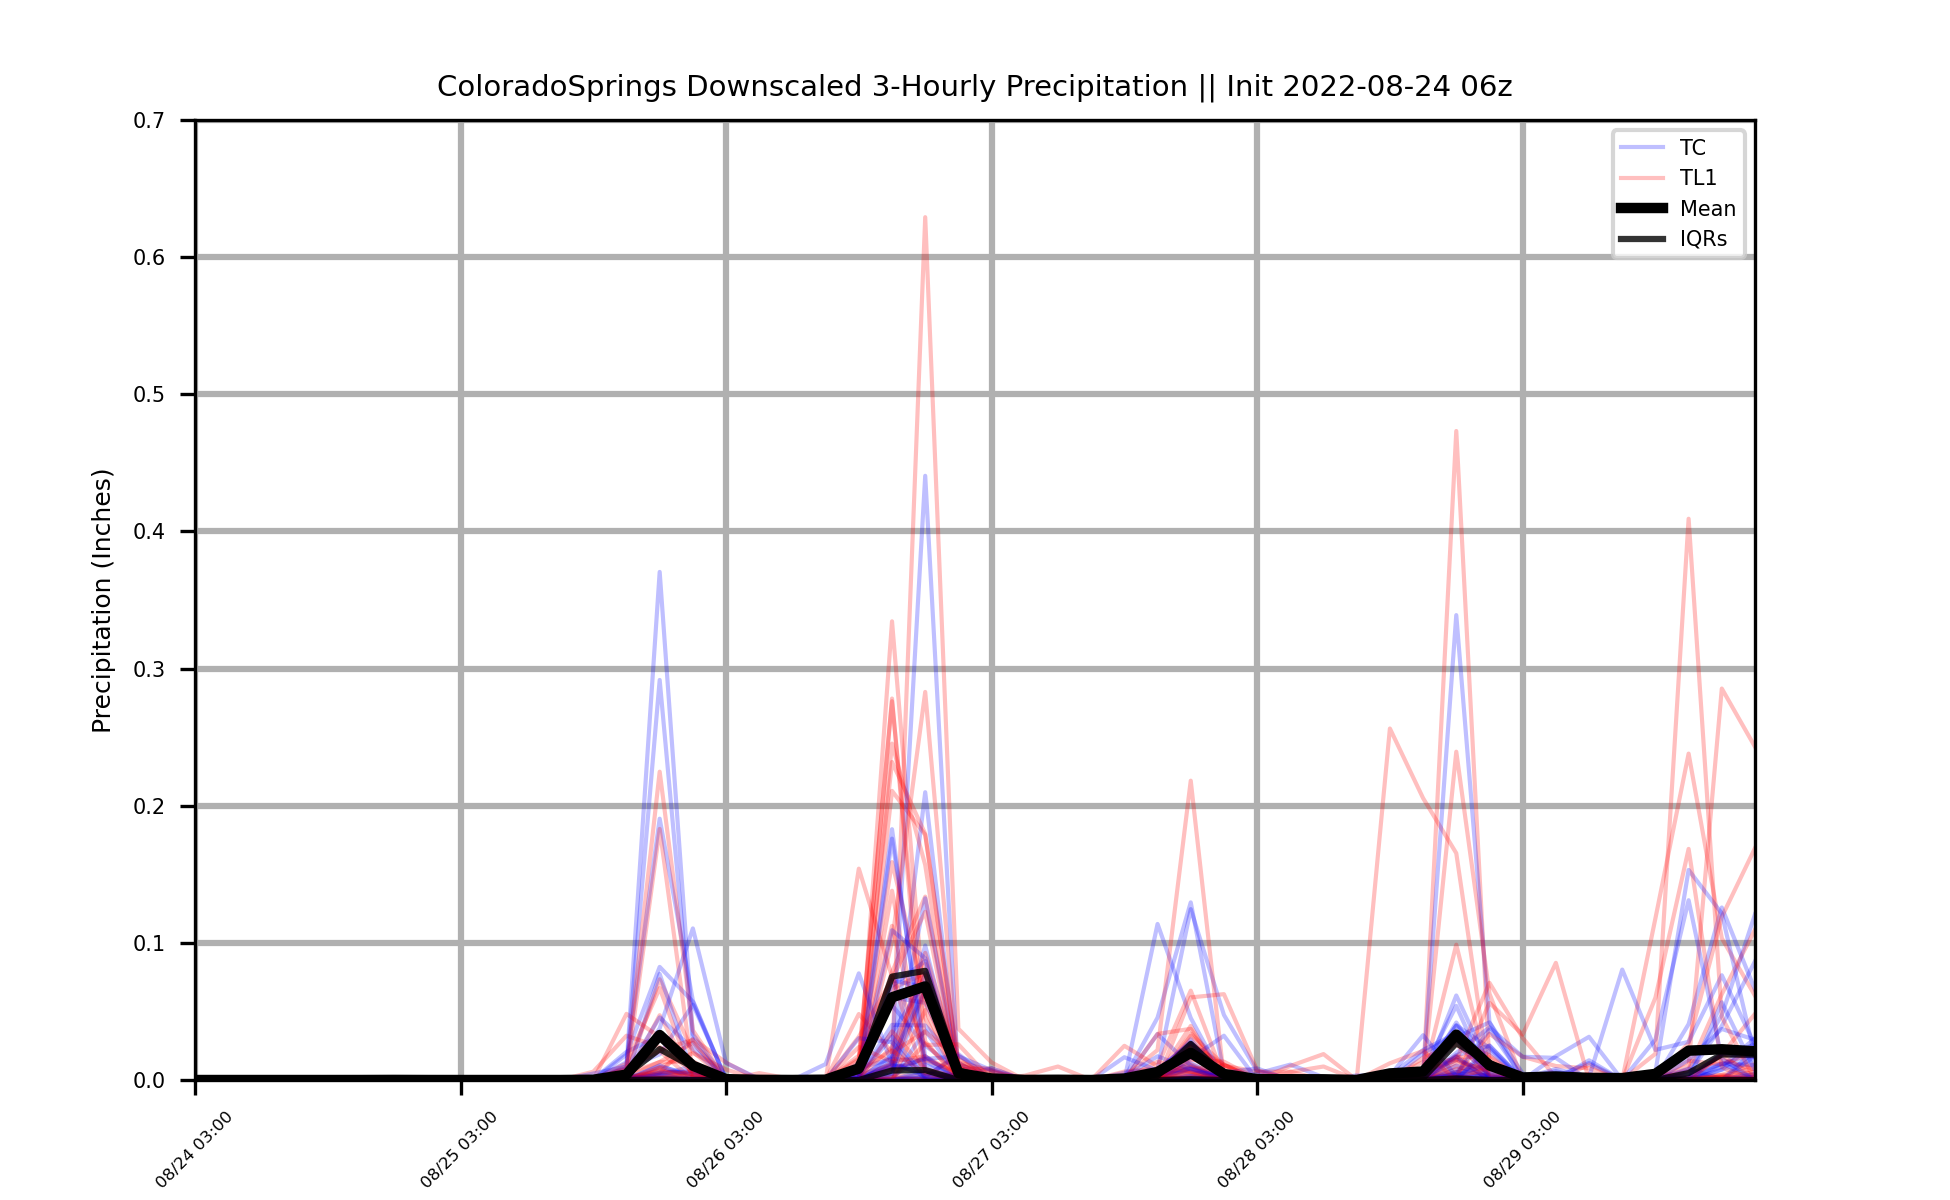 ColoradoSprings Downscaled 3-Hourly Precipitation || Init 2022-08-24 06z
TC
TL1
Mean
IQRs
Precipitation (Inches)
0.7
0.6
0.5
0.4
0.3
0.2
0.1
0.0
08/24 03:00
08/25 03:00
08/26 03:00
08/27 03:00
08/28 03:00
08/29 03:00